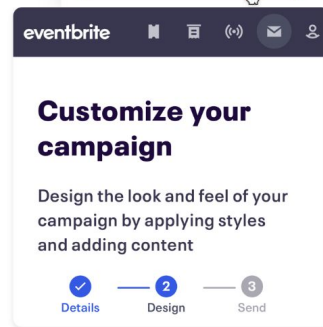 eventbrite
Customize your
campaign
Design the look and feel of your
campaign by applying styles
and adding content
2
3
Details
Design
Send